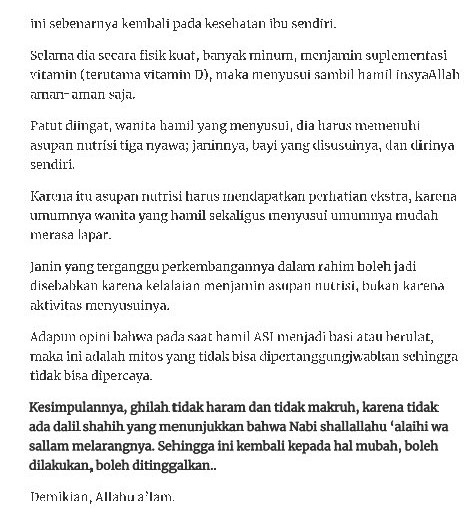 ini sebenarnya kembali pada kesehatan ibu sendiri.
Selama dia secara fisik kuat, banyak minum, menjamin suplementasi
vitamin (terutama vitamin D), maka menyusui sambil hamil insyaAllah
aman-aman saja.
Patut diingat, wanita hamil yang menyusui, dia harus memenuhi
asupan nutrisi tiga nyawa; janinnya, bayi yang disusuinya, dan dirinya
sendiri.
Karena itu asupan nutrisi harus mendapatkan perhatian ekstra, karena
umumnya wanita yang hamil sekaligus menyusui umumnya mudah
merasa lapar.
Janin yang terganggu perkembangannya dalam rahim boleh jadi
disebabkan karena kelalaian menjamin asupan nutrisi, bukan karena
aktivitas menyusuinya.
Adapun opini bahwa pada saat hamil ASI menjadi basi atau berulat,
maka ini adalah mitos yang tidak bisa dipertanggungjwabkan sehingga
tidak bisa dipercaya.
Kesimpulannya, ghilah tidak haram dan tidak makruh, karena tidak
ada dalil shahih yang menunjukkan bahwa Nabi shallallahu ‘alaihi wa
sallam melarangnya. Sehingga ini kembali kepada hal mubah, boleh
dilakukan, boleh ditinggalkan..
Demikian, Allahu a’lam.